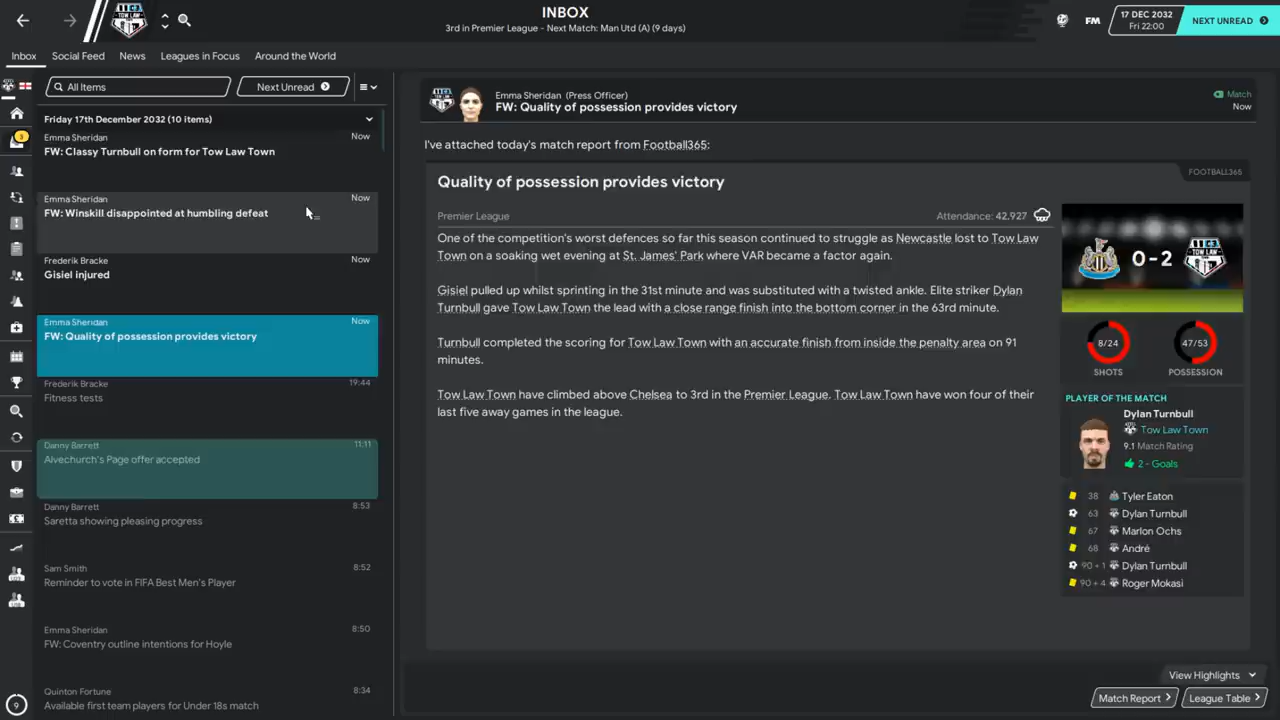 INBOX
3rd in Premier League - Next Match: Man Utd (A) (9 days)
FM
17 DEC 2032
Fri 22:00
NEXT UNREAD
TOW LAW
Inbox
Social Feed
News
Leagues in Focus
Around the World
All Items
Next Unread
Friday 17th December 2032 (10 items)
Emma Sheridan
Now
FW: Classy Turnbull on form for Tow Law Town
Emma Sheridan
Now
FW: Winskill disappointed at humbling defeat
Frederik Bracke
Now
Gisiel injured
Emma Sheridan
Now
FW: Quality of possession provides victory
Frederik Bracke
19:44
Fitness tests
Danny Barrett
11:11
Alvechurch's Page offer accepted
Danny Barrett
8:53
Saretta showing pleasing progress
Sam Smith
8:52
Reminder to vote in FIFA Best Men's Player
Emma Sheridan
8:50
FW: Coventry outline intentions for Hoyle
Quinton Fortune
8:34
Available first team players for Under 18s match
9
Emma Sheridan (Press Officer)
FW: Quality of possession provides victory
Match
Now
I've attached today's match report from Football365:
FOOTBALL365
Quality of possession provides victory
Premier League
Attendance: 42,927
One of the competition's worst defences so far this season continued to struggle as Newcastle lost to Tow Law
Town on a soaking wet evening at St. James' Park where VAR became a factor again.
Gisiel pulled up whilst sprinting in the 31st minute and was substituted with a twisted ankle. Elite striker Dylan
Turnbull gave Tow Law Town the lead with a close range finish into the bottom corner in the 63rd minute.
Turnbull completed the scoring for Tow Law Town with an accurate finish from inside the penalty area on 91
minutes.
Tow Law Town have climbed above Chelsea to 3rd in the Premier League. Tow Law Town have won four of their
last five away games in the league.
0-2
TOW LAW
8/24
SHOTS
47/53
POSSESSION
PLAYER OF THE MATCH
Dylan Turnbull
Tow Law Town
9.1 Match Rating
2 - Goals
38 Tyler Eaton
63 Dylan Turnbull
67 Marlon Ochs
68 André
90 + 1 Dylan Turnbull
90 + 4 Roger Mokasi
View Highlights
Match Report
League Table